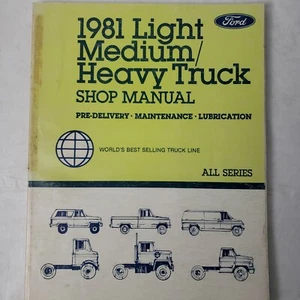 1981 Light
Ford
Medium/
Heavy Truck
SHOP MANUAL
PRE-DELIVERY · MAINTENANCE · LUBRICATION
WORLD'S BEST SELLING TRUCK LINE
ALL SERIES